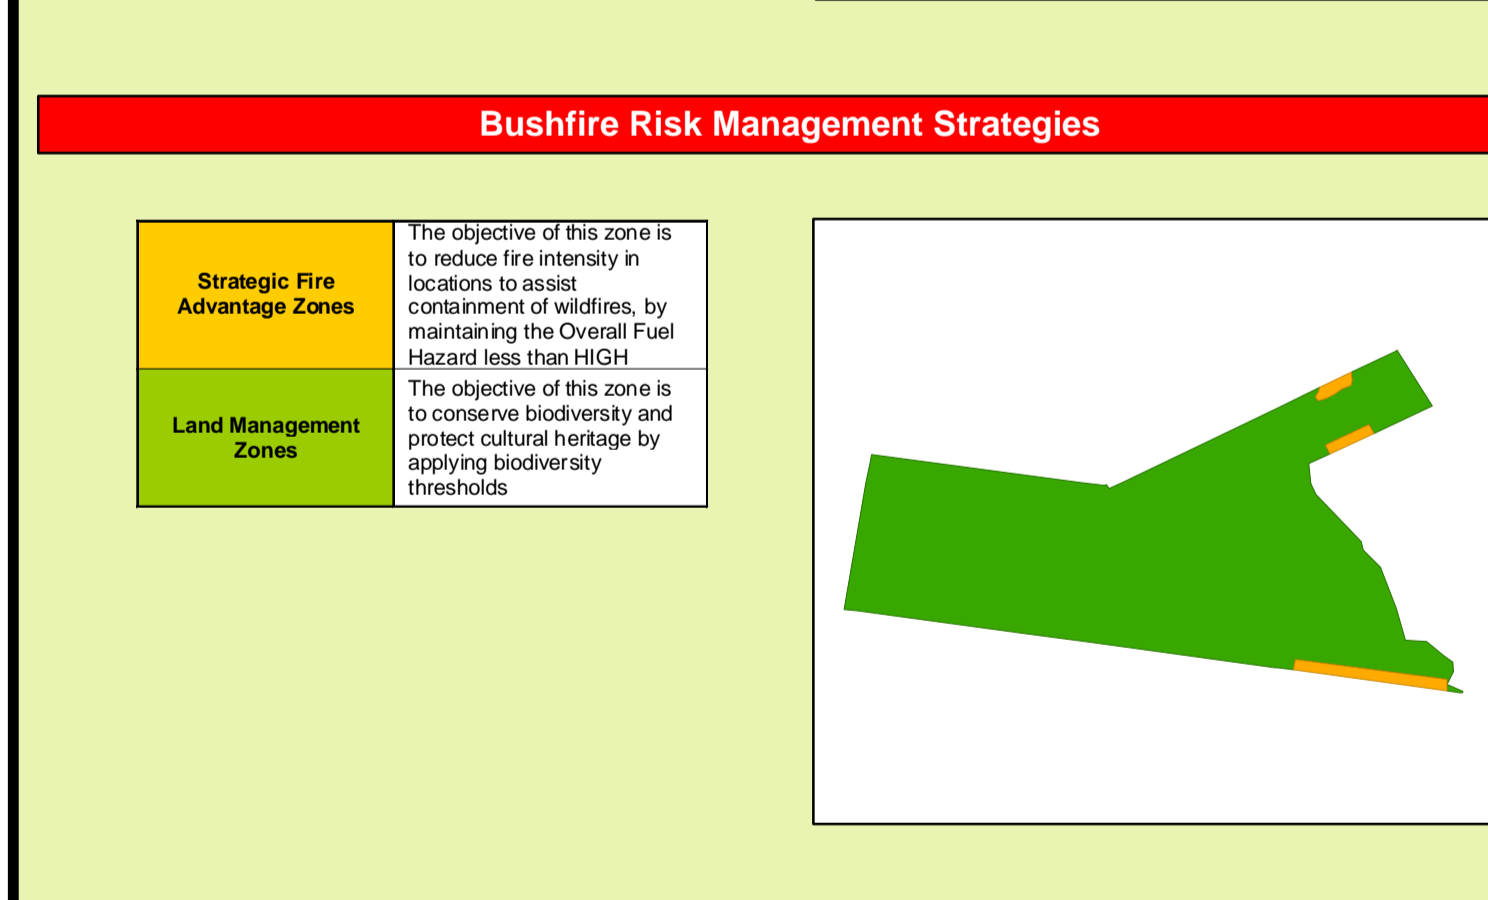 Bushfire Risk Management Strategies
Strategic Fire
Advantage Zones
The objective of this zone is
to reduce fire intensity in
locations to assist
containment of wildfires, by
maintaining the Overall Fuel
Hazard less than HIGH
Land Management
Zones
The objective of this zone is
to conserve biodiversity and
protect cultural heritage by
applying biodiversity
thresholds